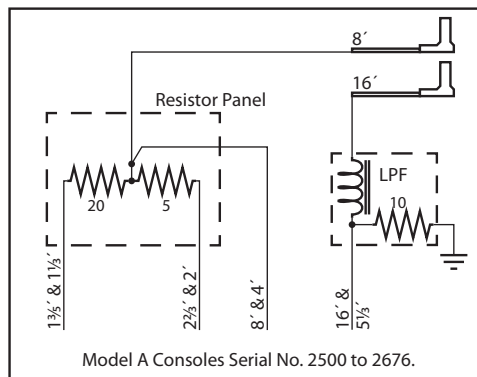 8´
16´
Resistor Panel
LPF
20
5
10
1⅗´ & 1⅓´
2⅔´ & 2´
8´ & 4´
16´ &
5⅓´
Model A Consoles Serial No. 2500 to 2676.